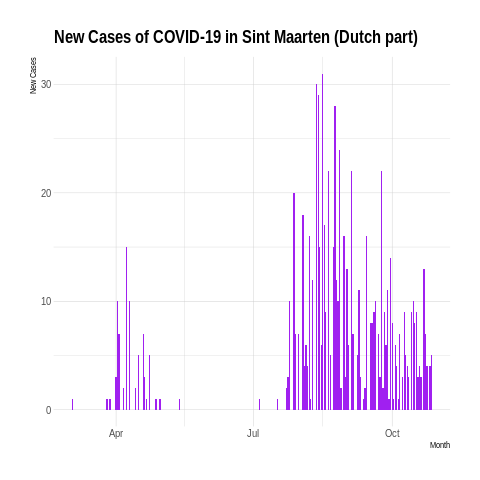 New Cases of COVID-19 in Sint Maarten (Dutch part)
New Cases
30
20
10
0
Apr
Jul
Oct
Month